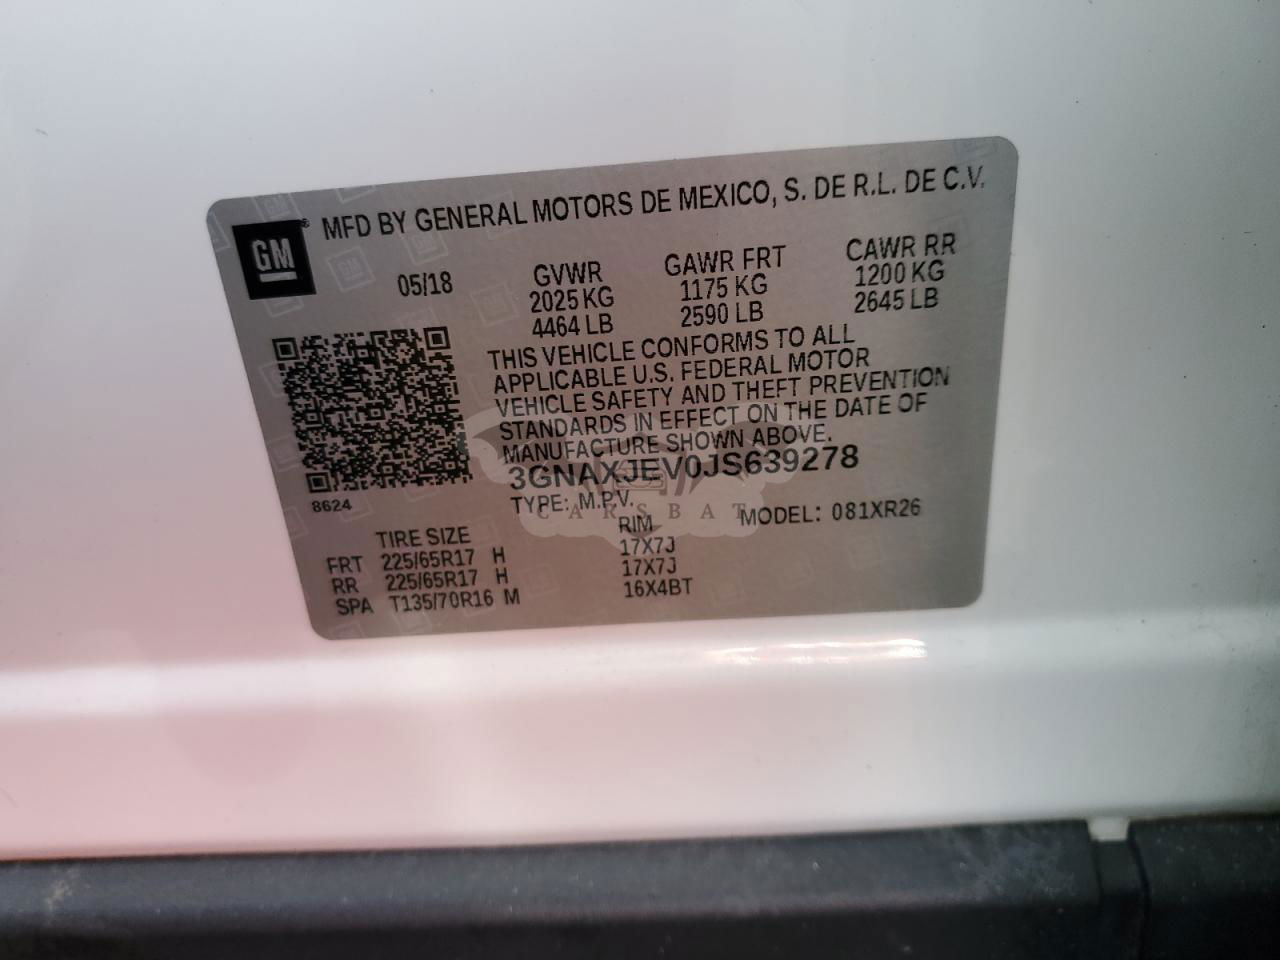 GM®
MFD BY GENERAL MOTORS DE MEXICO, S. DE R.L. DE C.V.
05/18
GVWR
2025 KG
4464 LB
GAWR FRT
1175 KG
2590 LB
CAWR RR
1200 KG
2645 LB
THIS VEHICLE CONFORMS TO ALL
APPLICABLE U.S. FEDERAL MOTOR
VEHICLE SAFETY AND THEFT PREVENTION
STANDARDS IN EFFECT ON THE DATE OF
MANUFACTURE SHOWN ABOVE.
3GNAXJEV0JS639278
8624
TYPE: M.P.V.
MODEL: 081XR26
CARSBAT
TIRE SIZE RIM
FRT 225/65R17 H 17X7J
RR 225/65R17 H 17X7J
SPA T135/70R16 M 16X4BT